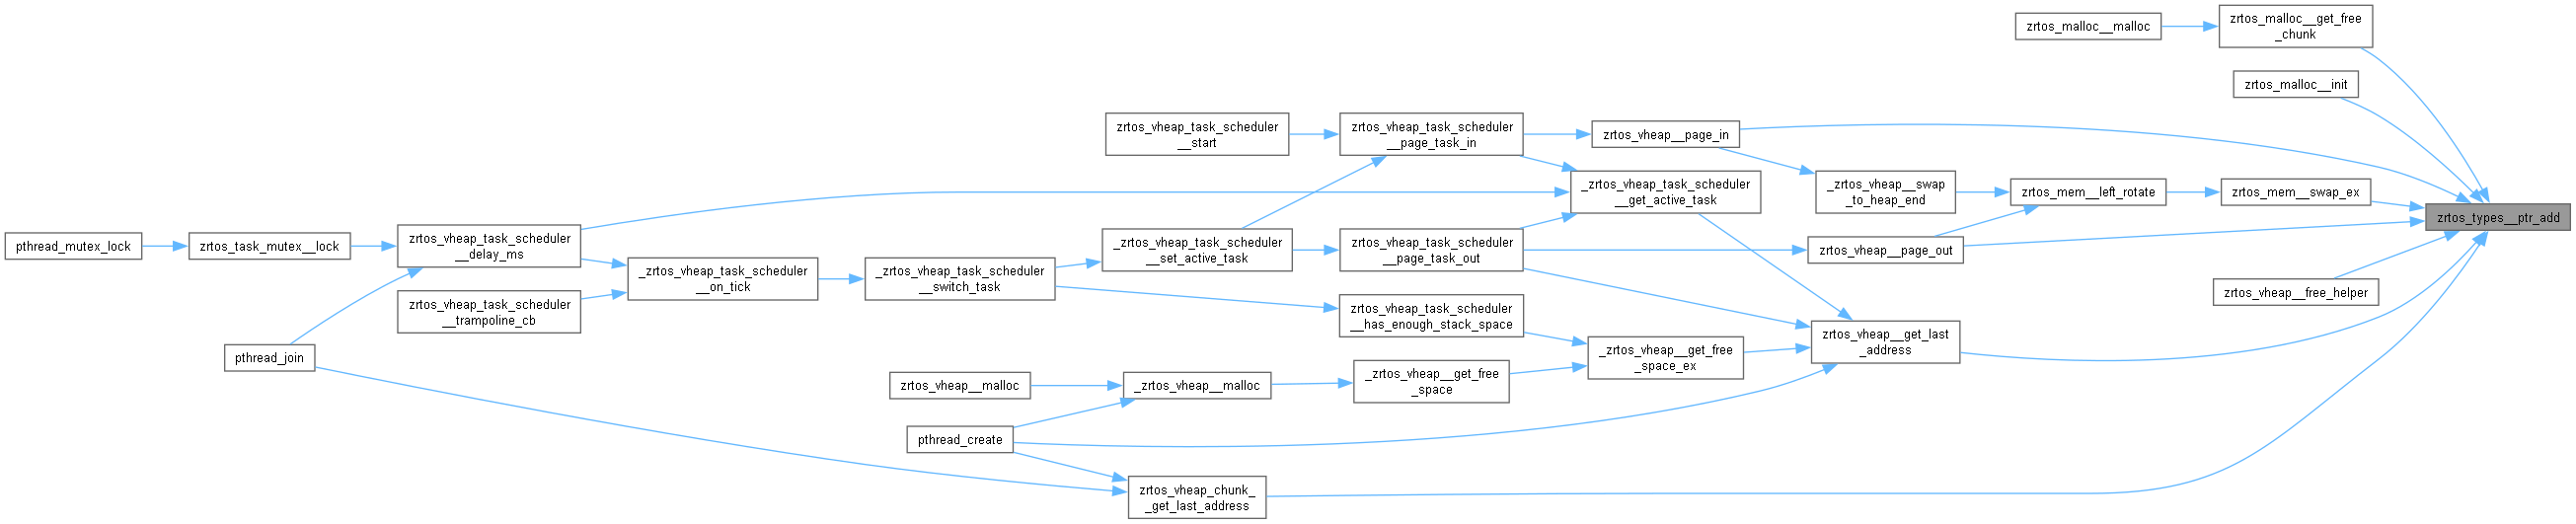 zrtos_malloc__malloc
zrtos_malloc__get_free
_chunk
zrtos_malloc__init
zrtos_vheap_task_scheduler
__start
zrtos_vheap_task_scheduler
__page_task_in
zrtos_vheap__page_in
_zrtos_vheap_task_scheduler
__get_active_task
_zrtos_vheap__swap
_to_heap_end
zrtos_mem__left_rotate
zrtos_mem__swap_ex
zrtos_types__ptr_add
pthread_mutex_lock
zrtos_task_mutex__lock
zrtos_vheap_task_scheduler
__delay_ms
_zrtos_vheap_task_scheduler
__set_active_task
zrtos_vheap_task_scheduler
__page_task_out
zrtos_vheap__page_out
_zrtos_vheap_task_scheduler
__on_tick
_zrtos_vheap_task_scheduler
__switch_task
zrtos_vheap__free_helper
zrtos_vheap_task_scheduler
__trampoline_cb
zrtos_vheap_task_scheduler
__has_enough_stack_space
zrtos_vheap__get_last
_address
pthread_join
_zrtos_vheap__get_free
_space_ex
zrtos_vheap__malloc
_zrtos_vheap__malloc
_zrtos_vheap__get_free
_space
pthread_create
zrtos_vheap_chunk_
_get_last_address